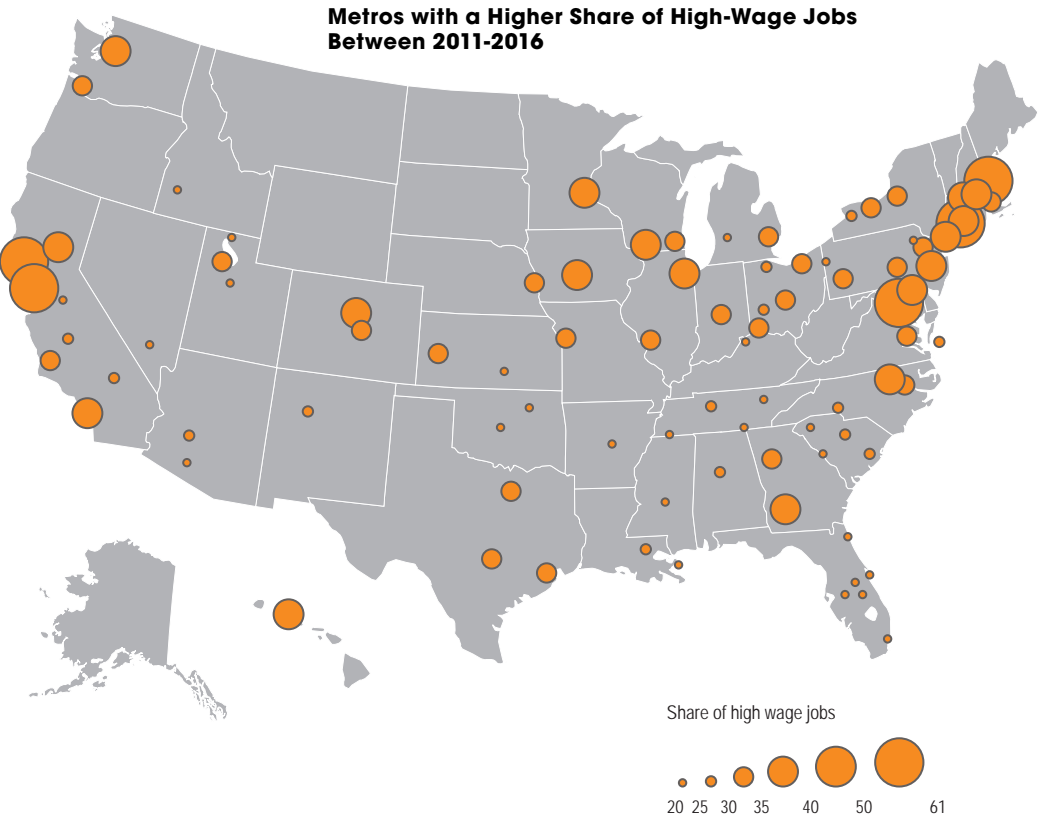 Metros with a Higher Share of High-Wage Jobs
Between 2011-2016
Share of high wage jobs
20 25 30 35 40 50 61